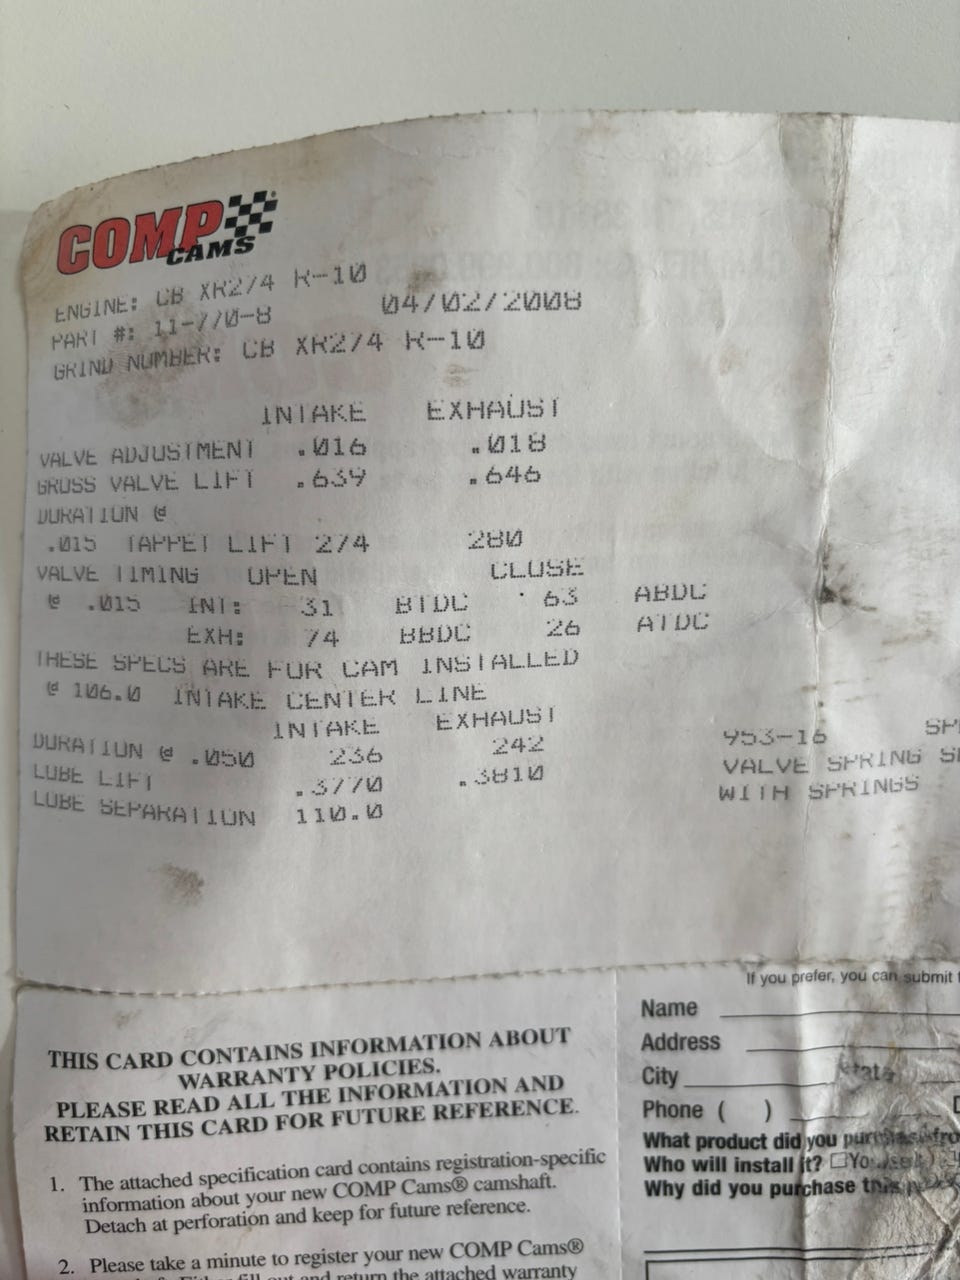 COMP
CAMS
ENGINE: CB XR274 R-10
PART #: 11-770-8 04/02/2008
GRIND NUMBER: CB XR274 R-10
INTAKE EXHAUST
VALVE ADJUSTMENT .016 .018
GROSS VALVE LIFT .639 .646
DURATION @
.015 TAPPET LIFT 274 280
VALVE TIMING OPEN CLOSE
@ .015 INT: 31 BTDC 63 ABDC
EXH: 74 BBDC 26 ATDC
THESE SPECS ARE FOR CAM INSTALLED
@ 106.0 INTAKE CENTER LINE
INTAKE EXHAUST
DURATION @ .050 236 242
LOBE LIFT .3770 .3810
LOBE SEPARATION 110.0
953-16
VALVE SPRING
WITH SPRINGS
THIS CARD CONTAINS INFORMATION ABOUT
WARRANTY POLICIES.
PLEASE READ ALL THE INFORMATION AND
RETAIN THIS CARD FOR FUTURE REFERENCE.
1. The attached specification card contains registration-specific
information about your new COMP Cams® camshaft.
Detach at perforation and keep for future reference.
2. Please take a minute to register your new COMP Cams®
out and return the attached warranty
If you prefer, you can submit
Name
Address
City State
Phone ( )
What product did you
Who will install it?
Why did you purchase this